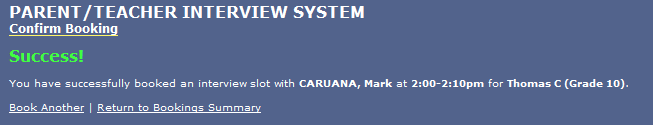 PARENT/TEACHER INTERVIEW SYSTEM
Confirm Booking
Success!
You have successfully booked an interview slot with CARUANA, Mark at 2:00-2:10pm for Thomas C (Grade 10).
Book Another | Return to Bookings Summary